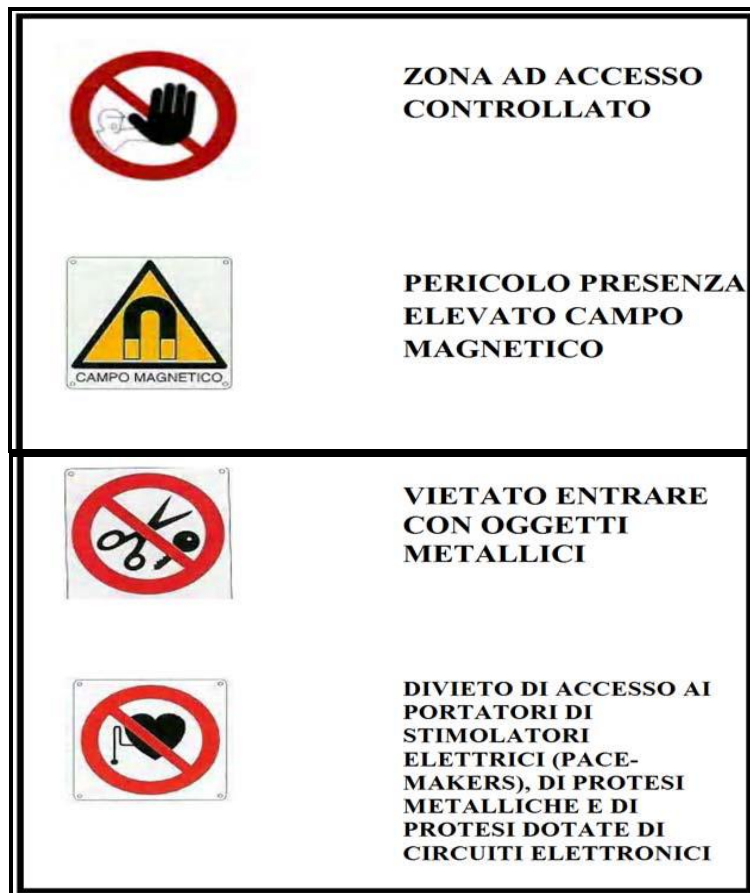 ZONA AD ACCESSO
CONTROLLATO
CAMPO MAGNETICO
PERICOLO PRESENZA
ELEVATO CAMPO
MAGNETICO
VIETATO ENTRARE
CON OGGETTI
METALLICI
DIVIETO DI ACCESSO AI
PORTATORI DI
STIMOLATORI
ELETTRICI (PACE-
MAKERS), DI PROTESI
METALLICHE E DI
PROTESI DOTATE DI
CIRCUITI ELETTRONICI